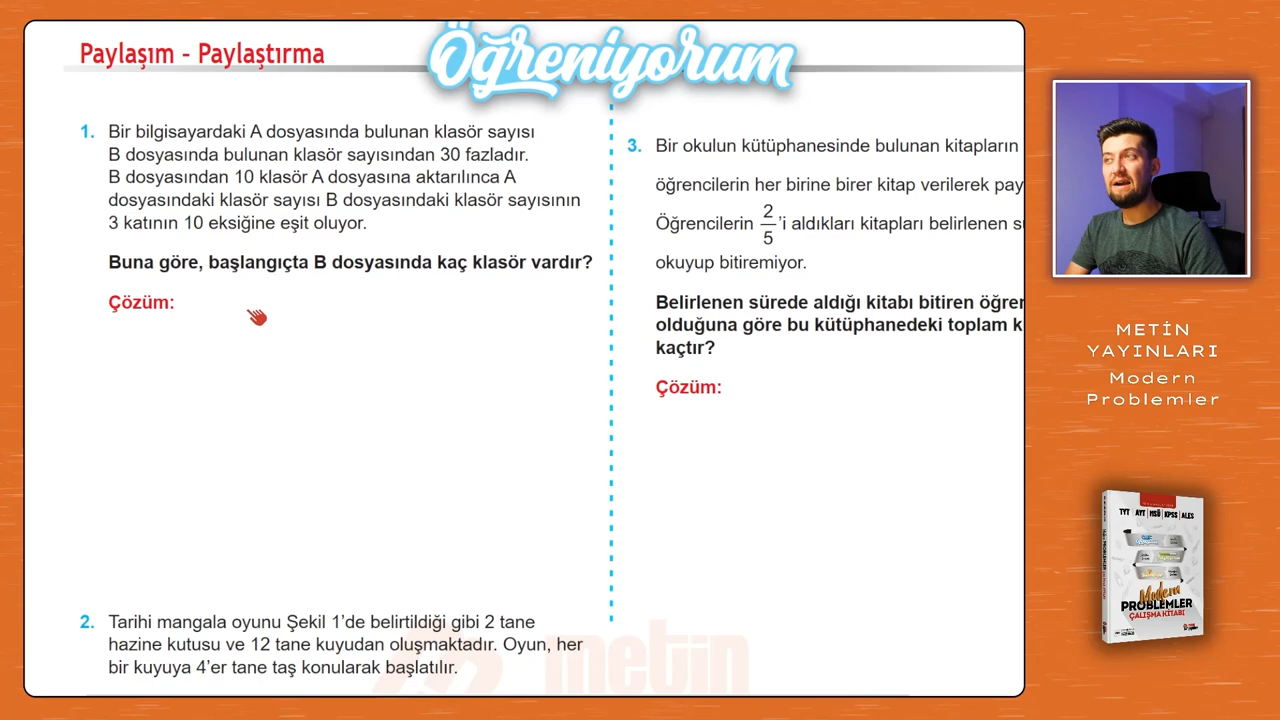 Paylaşım - Paylaştırma
Öğreniyorum
1. Bir bilgisayardaki A dosyasında bulunan klasör sayısı
B dosyasında bulunan klasör sayısından 30 fazladır.
B dosyasından 10 klasör A dosyasına aktarılınca A
dosyasındaki klasör sayısı B dosyasındaki klasör sayısının
3 katının 10 eksiğine eşit oluyor.
Buna göre, başlangıçta B dosyasında kaç klasör vardır?
Çözüm:
2. Tarihi mangala oyunu Şekil 1'de belirtildiği gibi 2 tane
hazine kutusu ve 12 tane kuyudan oluşmaktadır. Oyun, her
bir kuyuya 4'er tane taş konularak başlatılır.
metin
3. Bir okulun kütüphanesinde bulunan kitapların
öğrencilerin her birine birer kitap verilerek pay
Öğrencilerin 2/5'i aldıkları kitapları belirlenen s
okuyup bitiremiyor.
Belirlenen sürede aldığı kitabı bitiren öğren
olduğuna göre bu kütüphanedeki toplam k
kaçtır?
Çözüm:
METİN
YAYINLARI
Modern
Problemler
TYT AYT MSÜ KPSS ALES
Modern
PROBLEMLER
ÇALIŞMA KİTABI